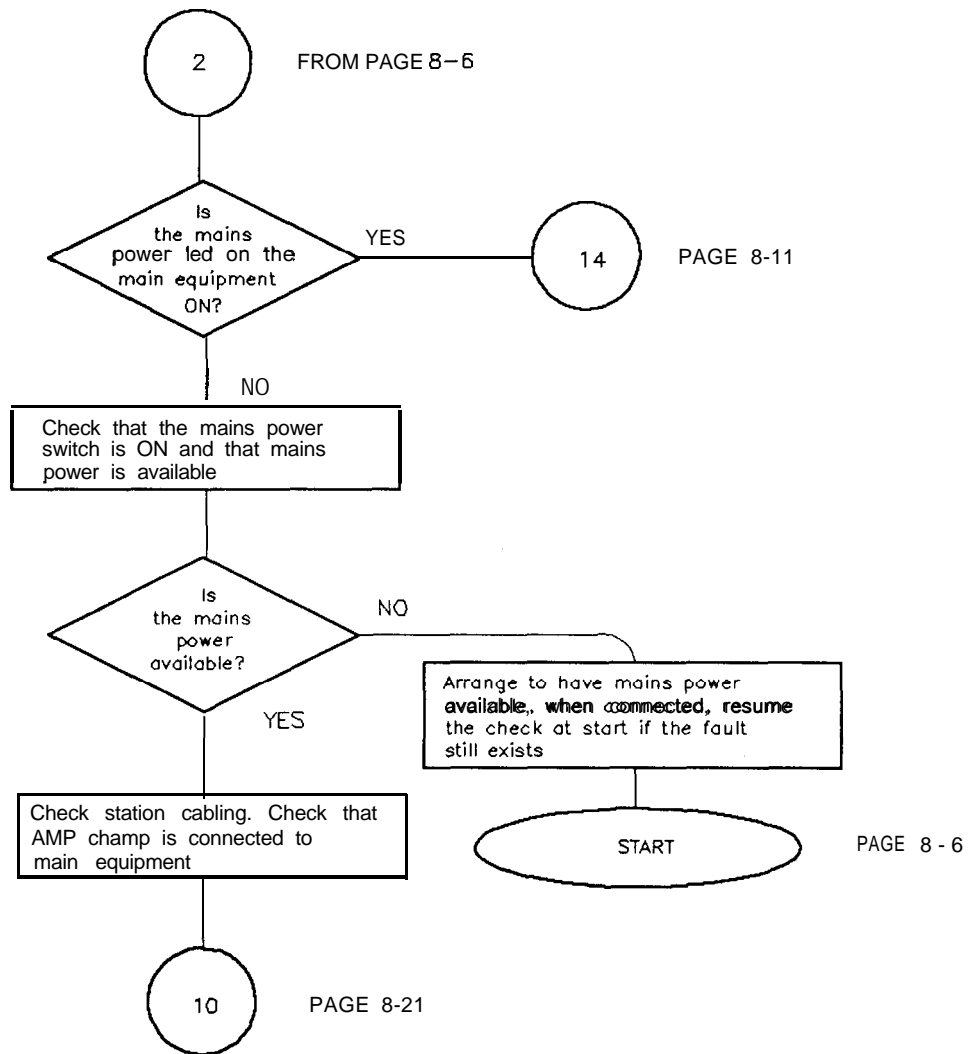 2
FROM PAGE 8-6
Is
the mains
power led on the
main equipment
ON?
YES
14
PAGE 8-11
NO
Check that the mains power
switch is ON and that mains
power is available
Is
the mains
power
available?
NO
YES
Arrange to have mains power
available, when connected, resume
the check at start if the fault
still exists
Check station cabling. Check that
AMP champ is connected to
main equipment
START
PAGE 8-6
10
PAGE 8-21